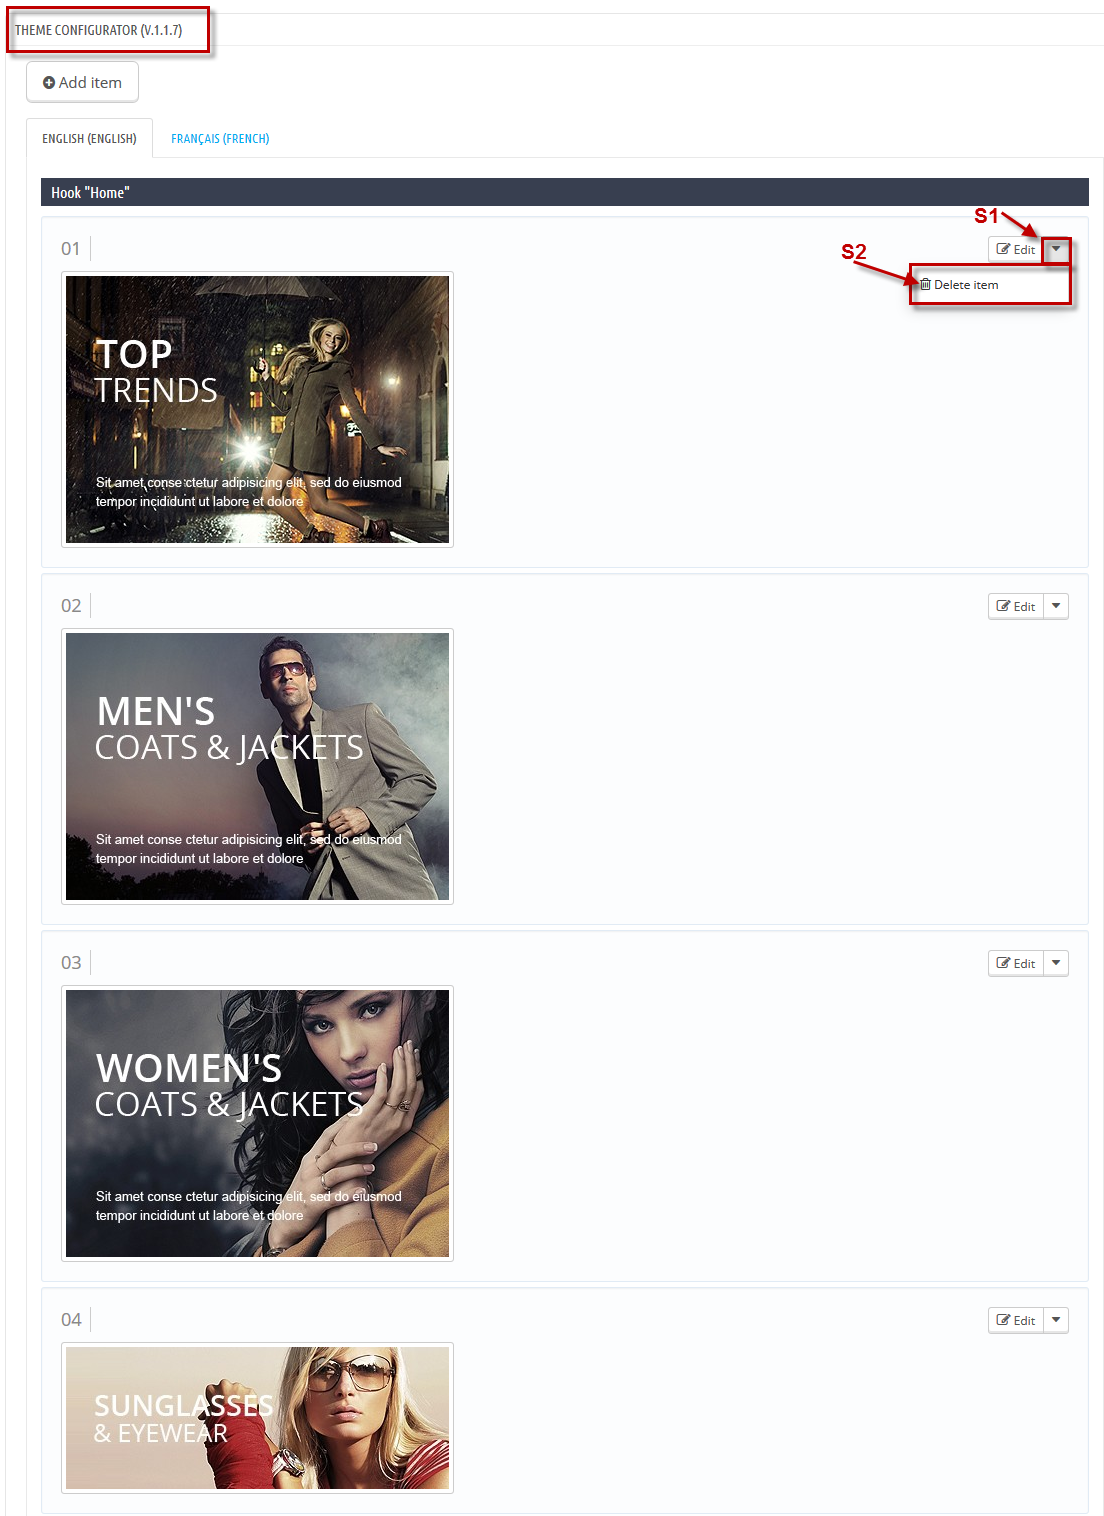 THEME CONFIGURATOR (V.1.1.7)
Add item
ENGLISH (ENGLISH)
FRANÇAIS (FRENCH)
Hook "Home"
S1
01
Edit
S2
Delete item
TOP
TRENDS
Sit amet conse ctetur adipisicing elit, sed do eiusmod
tempor incididunt ut labore et dolore
02
Edit
MEN'S
COATS & JACKETS
Sit amet conse ctetur adipisicing elit, sed do eiusmod
tempor incididunt ut labore et dolore
03
Edit
WOMEN'S
COATS & JACKETS
Sit amet conse ctetur adipisicing elit, sed do eiusmod
tempor incididunt ut labore et dolore
04
Edit
SUNGLASSES
& EYEWEAR